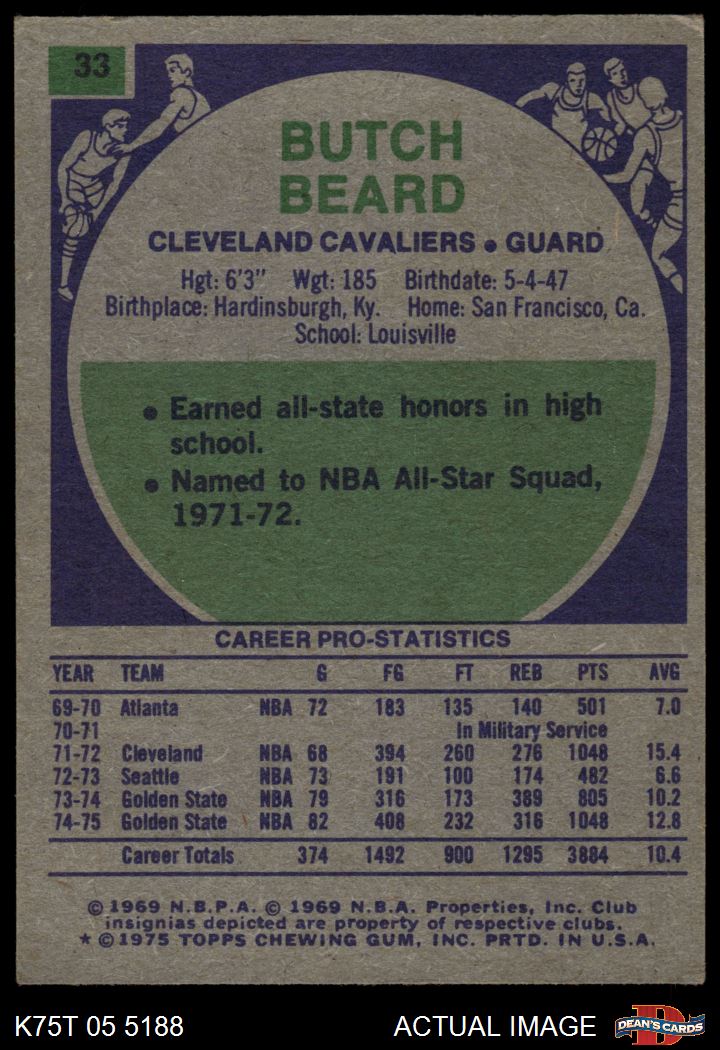 33
BUTCH
BEARD
CLEVELAND CAVALIERS • GUARD
Hgt: 6'3" Wgt: 185 Birthdate: 5-4-47
Birthplace: Hardinsburgh, Ky. Home: San Francisco, Ca.
School: Louisville
• Earned all-state honors in high
school.
• Named to NBA All-Star Squad,
1971-72.
CAREER PRO-STATISTICS
YEAR TEAM G FG FT REB PTS AVG
69-70 Atlanta NBA 72 183 135 140 501 7.0
70-71 In Military Service
71-72 Cleveland NBA 68 394 260 276 1048 15.4
72-73 Seattle NBA 73 191 100 174 482 6.6
73-74 Golden State NBA 79 316 173 389 805 10.2
74-75 Golden State NBA 82 408 232 316 1048 12.8
Career Totals 374 1492 900 1295 3884 10.4
© 1969 N.B.P.A. © 1969 N.B.A. Properties, Inc. Club
insignias depicted are property of respective clubs.
★ © 1975 TOPPS CHEWING GUM, INC. PRTD. IN U.S.A.
K75T 05 5188 ACTUAL IMAGE D DEAN'S CARDS